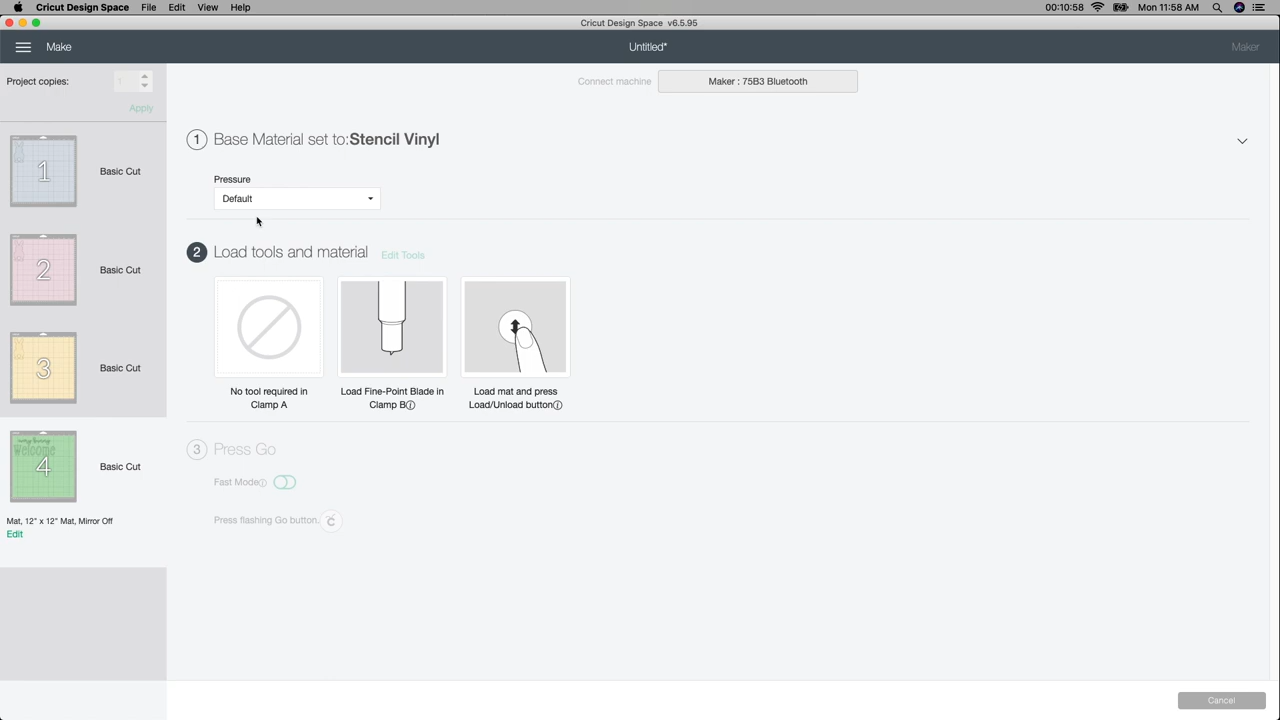 Cricut Design Space File Edit View Help 00:10:58 Mon 11:58 AM
Cricut Design Space v6.5.95
Make Untitled* Maker
Project copies: 1
Apply
Connect machine Maker : 75B3 Bluetooth
1 Base Material set to:Stencil Vinyl
1 Basic Cut
Pressure
Default
2 Load tools and material Edit Tools
2 Basic Cut
No tool required in Clamp A
Load Fine-Point Blade in Clamp B
Load mat and press Load/Unload button
3 Basic Cut
3 Press Go
Welcome
4 Basic Cut
Fast Mode
Mat, 12" x 12" Mat, Mirror Off
Press flashing Go button.
Edit
Cancel